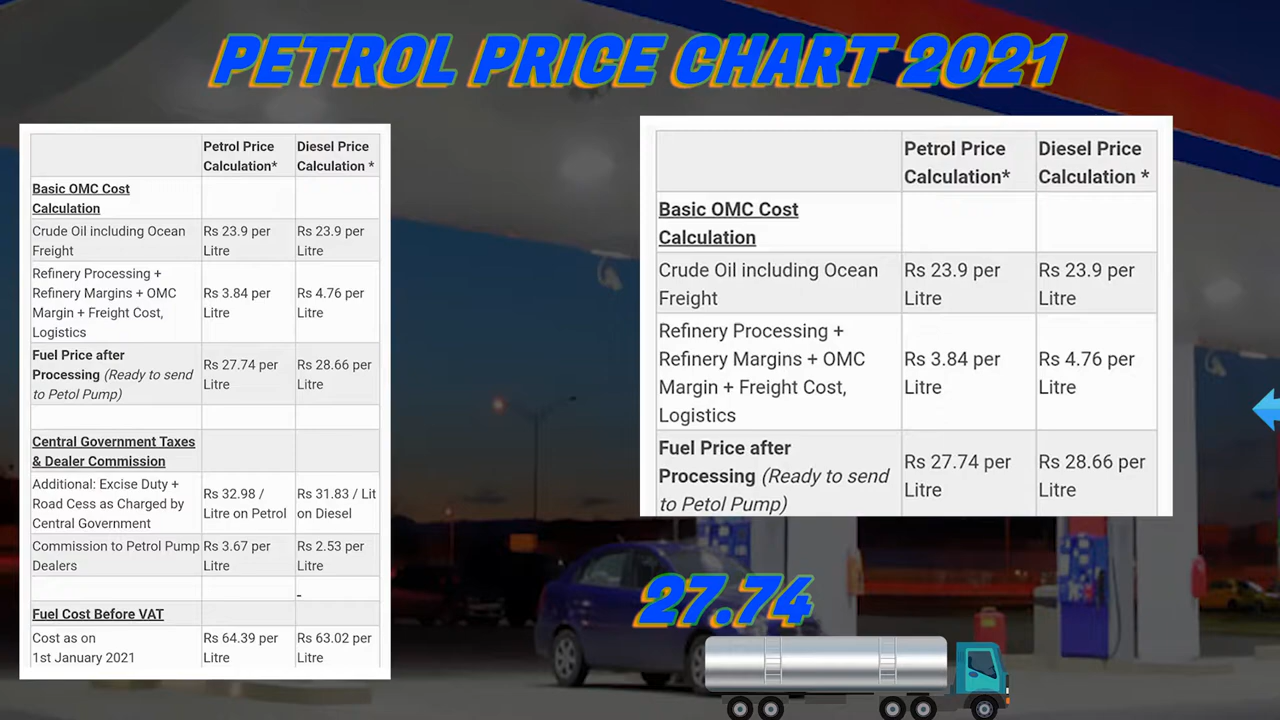 PETROL PRICE CHART 2021
Petrol Price Diesel Price
Calculation* Calculation *
Basic OMC Cost
Calculation
Crude Oil including Ocean Rs 23.9 per Rs 23.9 per
Freight Litre Litre
Refinery Processing +
Refinery Margins + OMC Rs 3.84 per Rs 4.76 per
Margin + Freight Cost, Litre Litre
Logistics
Fuel Price after
Processing (Ready to send Rs 27.74 per Rs 28.66 per
to Petol Pump) Litre Litre
Central Government Taxes
& Dealer Commission
Additional: Excise Duty +
Road Cess as Charged by Rs 32.98 / Rs 31.83 / Lit
Central Government Litre on Petrol on Diesel
Commission to Petrol Pump Rs 3.67 per Rs 2.53 per
Dealers Litre Litre
-
Fuel Cost Before VAT
Cost as on Rs 64.39 per Rs 63.02 per
1st January 2021 Litre Litre
Petrol Price Diesel Price
Calculation* Calculation *
Basic OMC Cost
Calculation
Crude Oil including Ocean Rs 23.9 per Rs 23.9 per
Freight Litre Litre
Refinery Processing +
Refinery Margins + OMC Rs 3.84 per Rs 4.76 per
Margin + Freight Cost, Litre Litre
Logistics
Fuel Price after
Processing (Ready to send Rs 27.74 per Rs 28.66 per
to Petol Pump) Litre Litre
27.74